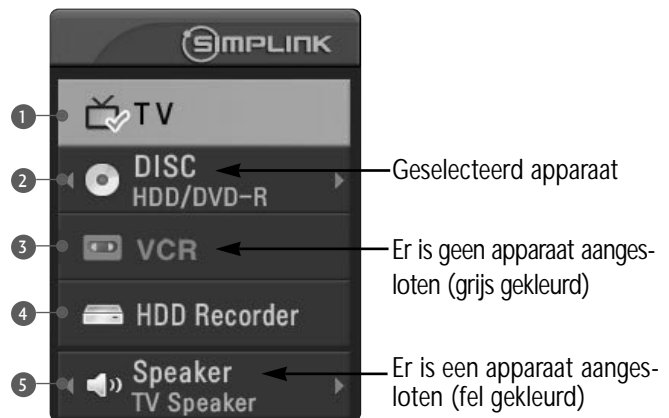 SIMPLINK
1 TV
2 DISC
HDD/DVD-R
Geselecteerd apparaat
3 VCR
Er is geen apparaat aanges-
loten (grijs gekleurd)
4 HDD Recorder
5 Speaker
TV Speaker
Er is een apparaat aanges-
loten (fel gekleurd)